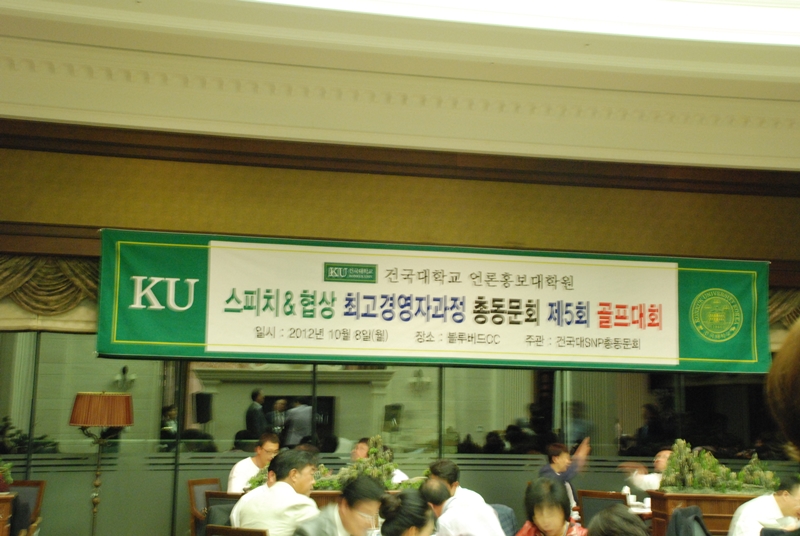 KU
KU 건국대학교
건국대학교 언론홍보대학원
스피치&협상 최고경영자과정 총동문회 제5회 골프대회
일시 : 2012년 10월 8일(월) 장소 : 블루버드CC 주관 : 건국대SNP총동문회